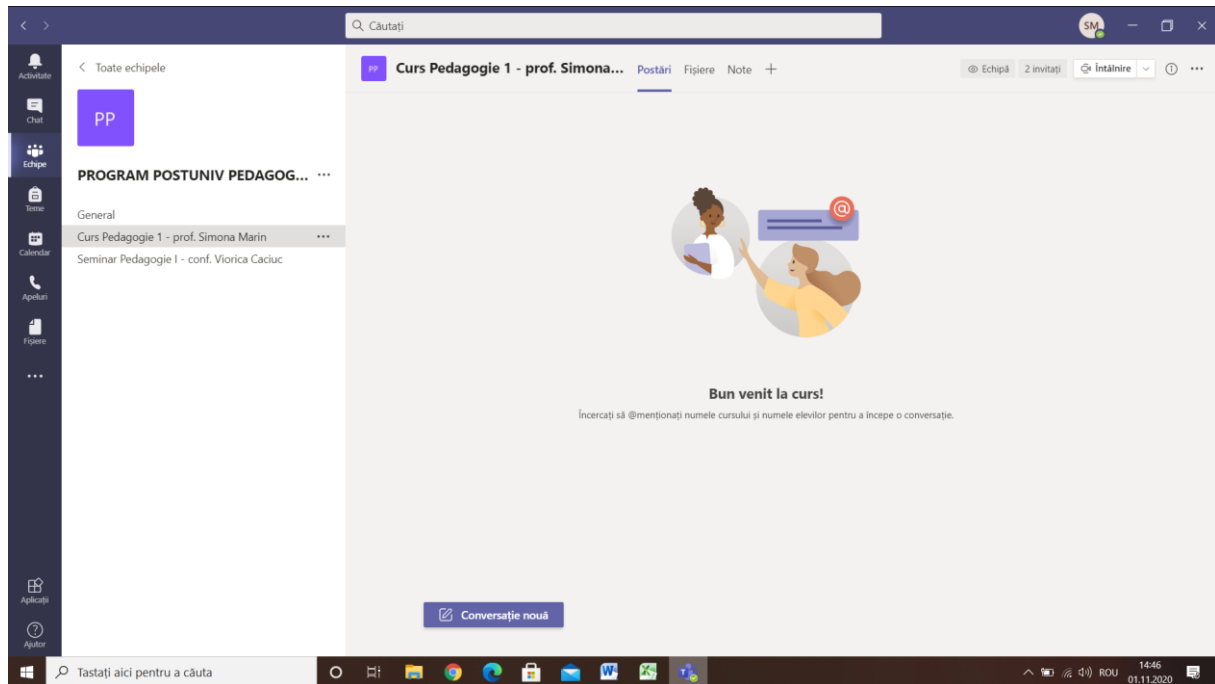 Căutați
SM
Activitate
Chat
Echipe
Teme
Calendar
Apeluri
Fișiere
Aplicații
Ajutor
Toate echipele
PP
PROGRAM POSTUNIV PEDAGOG... ...
General
Curs Pedagogie 1 - prof. Simona Marin ...
Seminar Pedagogie I - conf. Viorica Caciuc
PP Curs Pedagogie 1 - prof. Simona... Postări Fișiere Note + Echipă 2 invitați Întâlnire ...
@
Bun venit la curs!
Încercați să @menționați numele cursului și numele elevilor pentru a începe o conversație.
Conversație nouă
Tastați aici pentru a căuta
ROU
14:46
01.11.2020